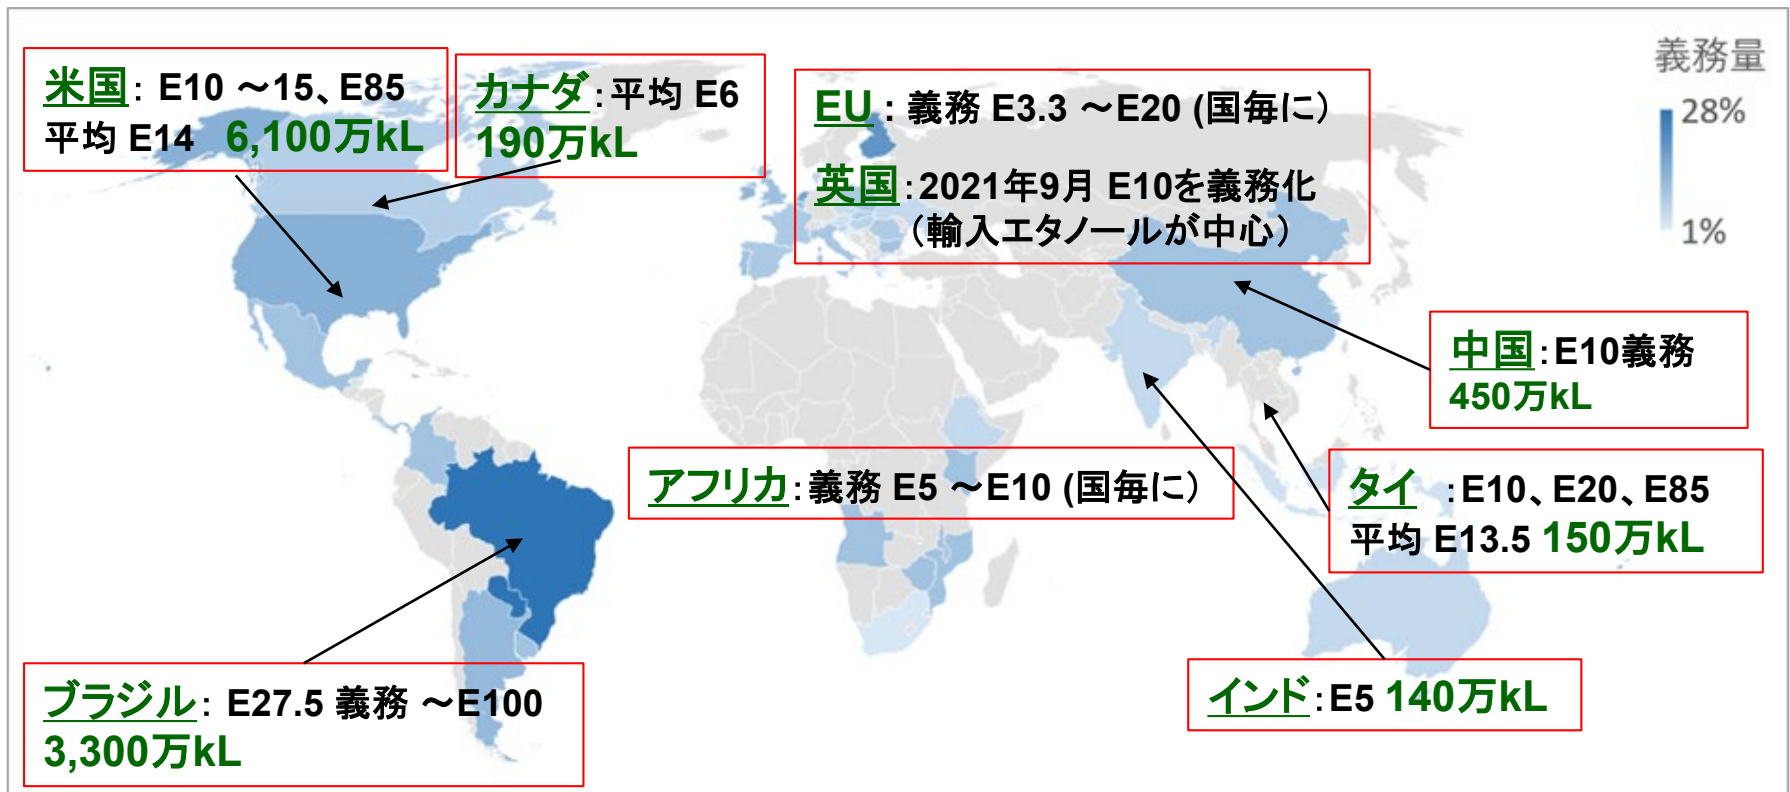 米国：E10 ～15、E85
平均 E14 6,100万kL
カナダ：平均 E6
190万kL
EU：義務 E3.3 ～E20 (国毎に）
英国：2021年9月 E10を義務化
（輸入エタノールが中心）
義務量
28%
1%
中国：E10義務
450万kL
アフリカ：義務 E5 ～E10 (国毎に）
タイ ：E10、E20、E85
平均 E13.5 150万kL
ブラジル：E27.5 義務 ～E100
3,300万kL
インド：E5 140万kL